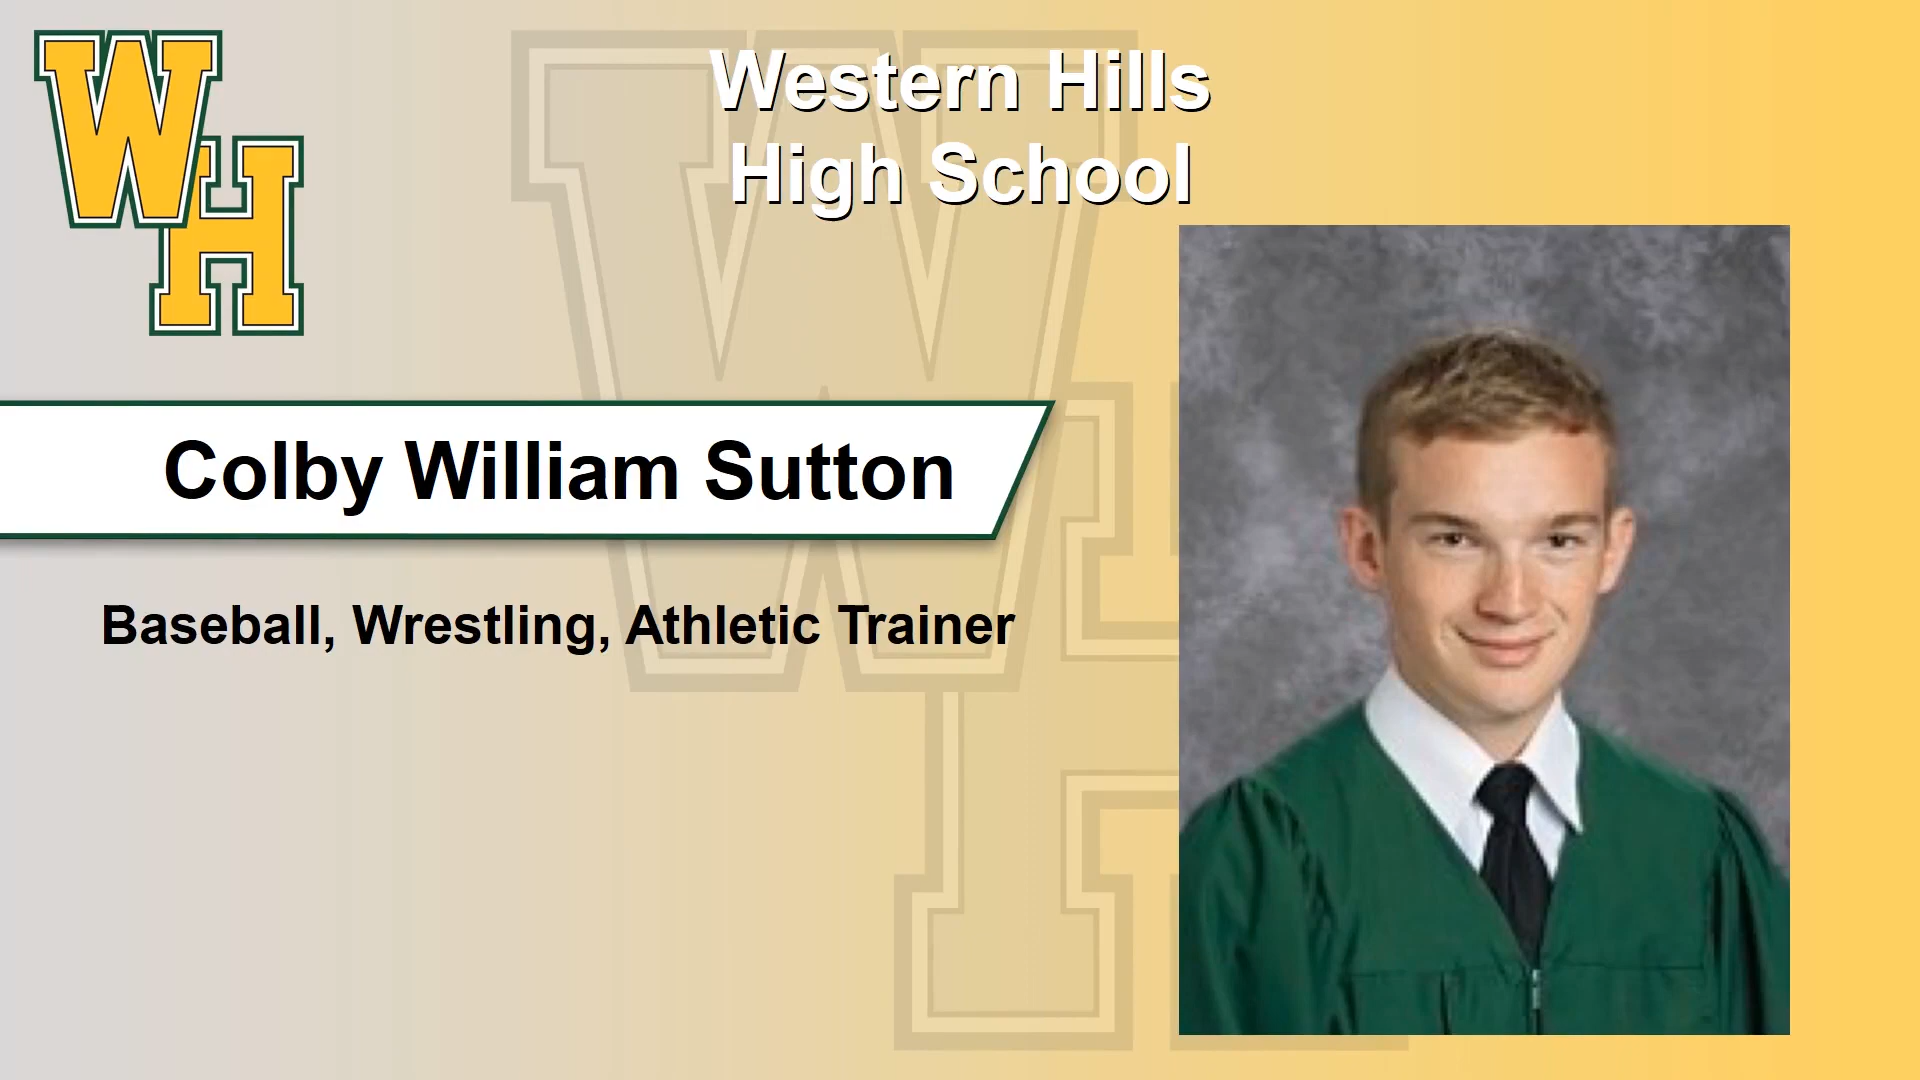 WH
Western Hills
High School
Colby William Sutton
Baseball, Wrestling, Athletic Trainer